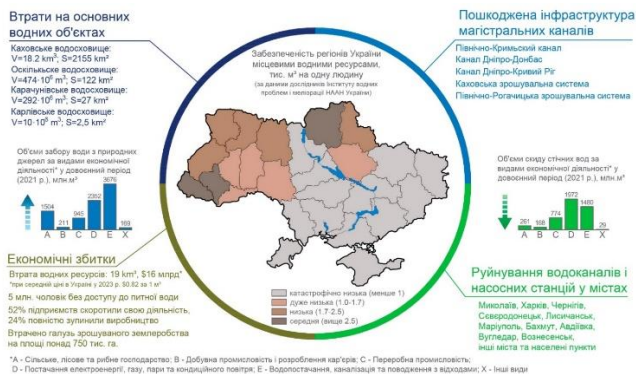 Втрати на основних
водних об'єктах
Каховське водосховище:
V=18.2 km³; S=2155 km²
Оскільське водосховище:
V=474·10⁶ m³; S=122 km²
Карачунівське водосховище:
V=292·10⁶ m³; S=27 km²
Карлівське водосховище:
V=10·10⁶ m³; S=2,5 km²
Об'єми забору води з природних
джерел за видами економічної
діяльності* у довоєнний період
(2021 р.), млн.м³
1504
211
945
2352
3676
169
A B C D E X
Економічні збитки
Втрата водних ресурсів: 19 km³, $16 млрд*
*при середній ціні в Україні у 2023 р. $0.82 за 1 м³
5 млн. чоловік без доступу до питної води
52% підприємств скоротили свою діяльність,
24% повністю зупинили виробництво
Втрачено галузь зрошуваного землеробства
на площі понад 750 тис. га.
Забезпеченість регіонів України
місцевими водними ресурсами,
тис. м³ на одну людину
(за даними дослідників Інституту водних
проблем і меліорації НААН України)
катастрофічно низька (менше 1)
дуже низька (1.0-1.7)
низька (1.7-2.5)
середня (вище 2.5)
Пошкоджена інфраструктура
магістральних каналів
Північно-Кримський канал
Канал Дніпро-Донбас
Канал Дніпро-Кривий Ріг
Каховська зрошувальна система
Північно-Рогачицька зрошувальна система
Об'єми скиду стічних вод за
видами економічної діяльності* у
довоєнний період (2021 р.), млн.м³
261
168
774
1972
1480
29
A B C D E X
Руйнування водоканалів і
насосних станцій у містах
Миколаїв, Харків, Чернігів,
Сєвєродонецьк, Лисичанськ,
Маріуполь, Бахмут, Авдіївка,
Вугледар, Вознесенськ,
інші міста та населені пункти
*A - Сільське, лісове та рибне господарство; B - Добувна промисловість і розроблення кар'єрів; C - Переробна промисловість;
D - Постачання електроенергії, газу, пари та кондиційного повітря; E - Водопостачання, каналізація та поводження з відходами; X - Інші види